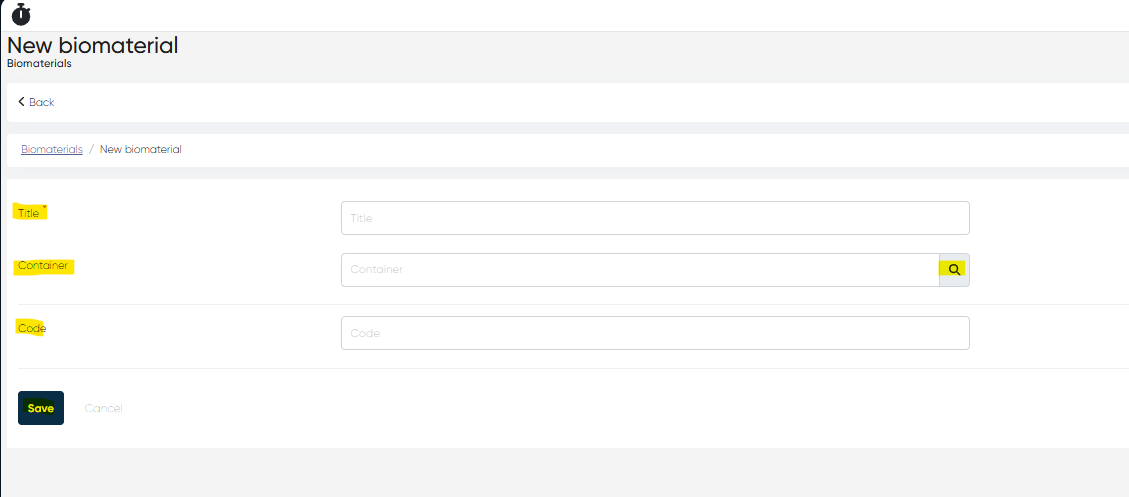 New biomaterial
Biomaterials
Back
Biomaterials / New biomaterial
Title *
Title
Container
Container
Code
Code
Save Cancel